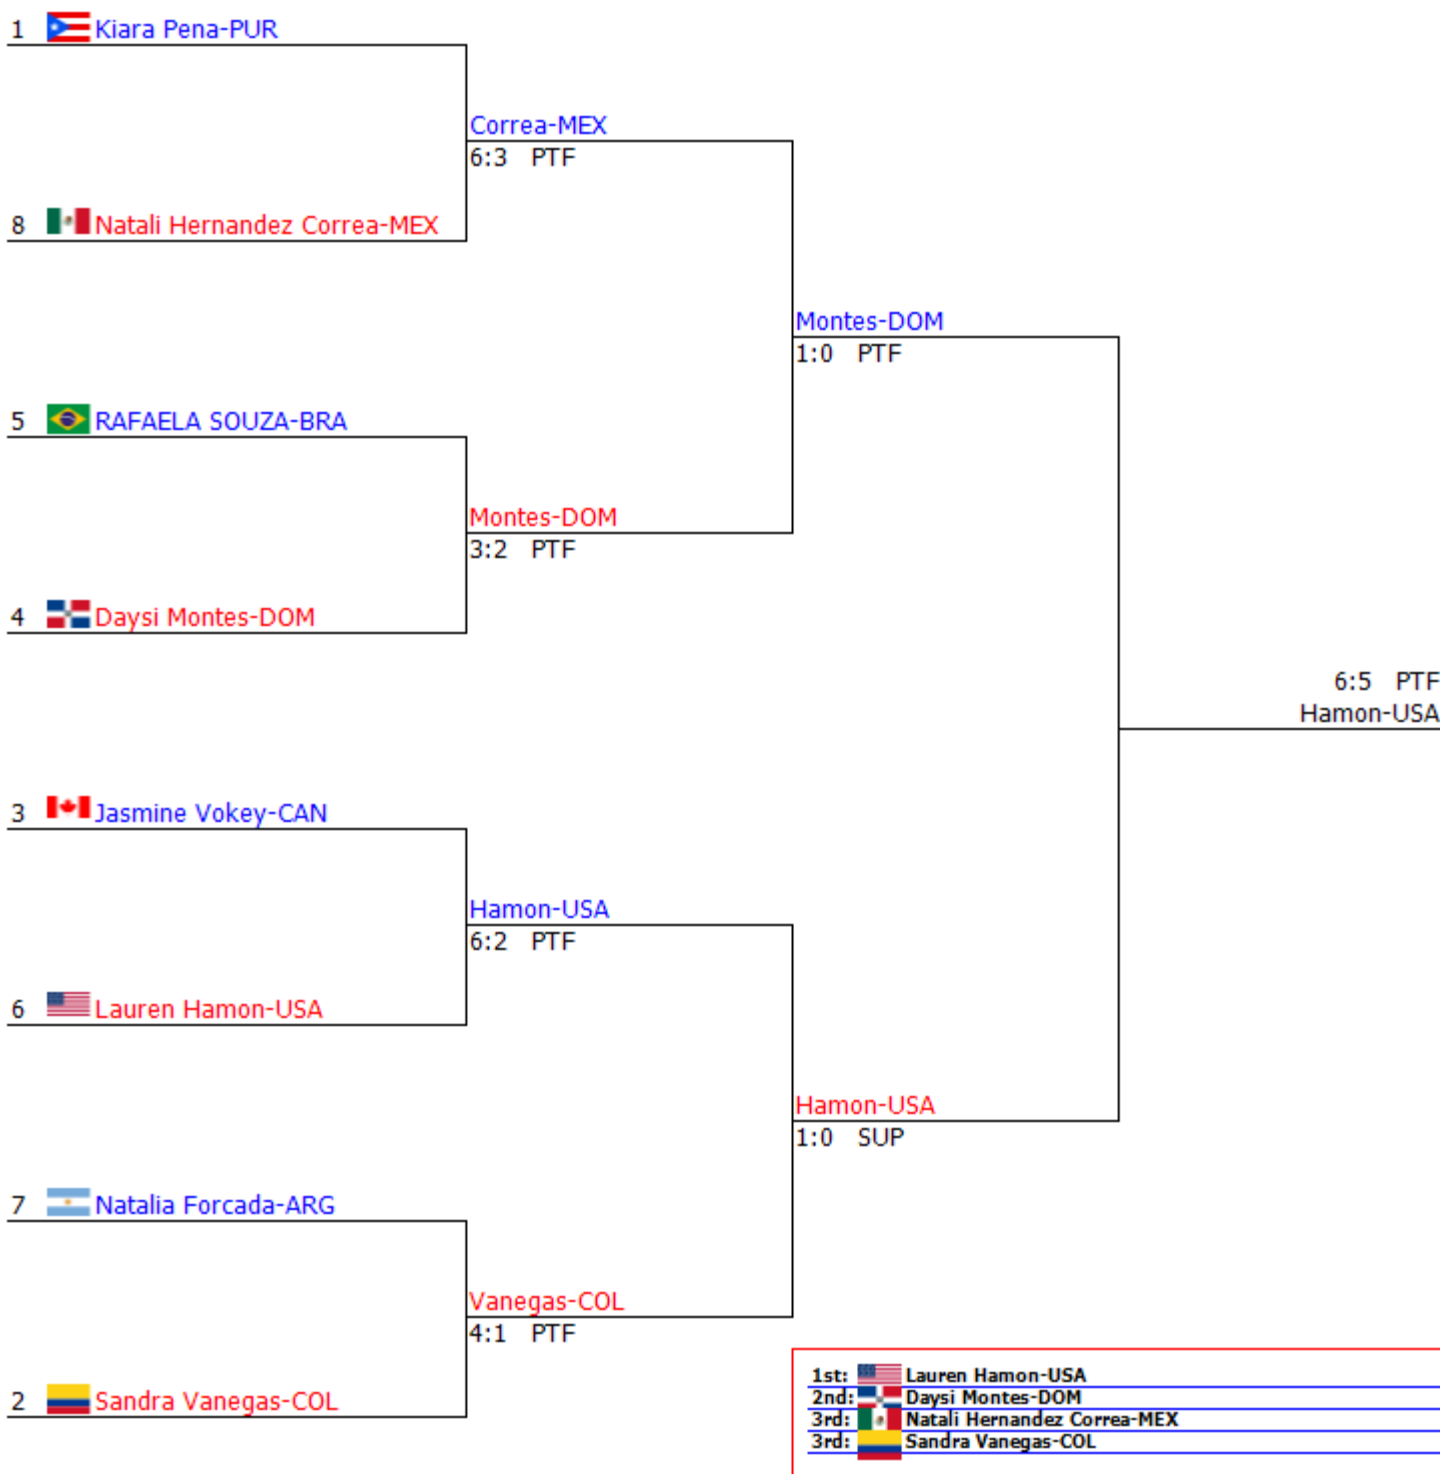 1 Kiara Pena-PUR
Correa-MEX
6:3 PTF
8 Natali Hernandez Correa-MEX
Montes-DOM
1:0 PTF
5 RAFAELA SOUZA-BRA
Montes-DOM
3:2 PTF
4 Daysi Montes-DOM
6:5 PTF
Hamon-USA
3 Jasmine Vokey-CAN
Hamon-USA
6:2 PTF
6 Lauren Hamon-USA
Hamon-USA
1:0 SUP
7 Natalia Forcada-ARG
Vanegas-COL
4:1 PTF
2 Sandra Vanegas-COL
1st: Lauren Hamon-USA
2nd: Daysi Montes-DOM
3rd: Natali Hernandez Correa-MEX
3rd: Sandra Vanegas-COL